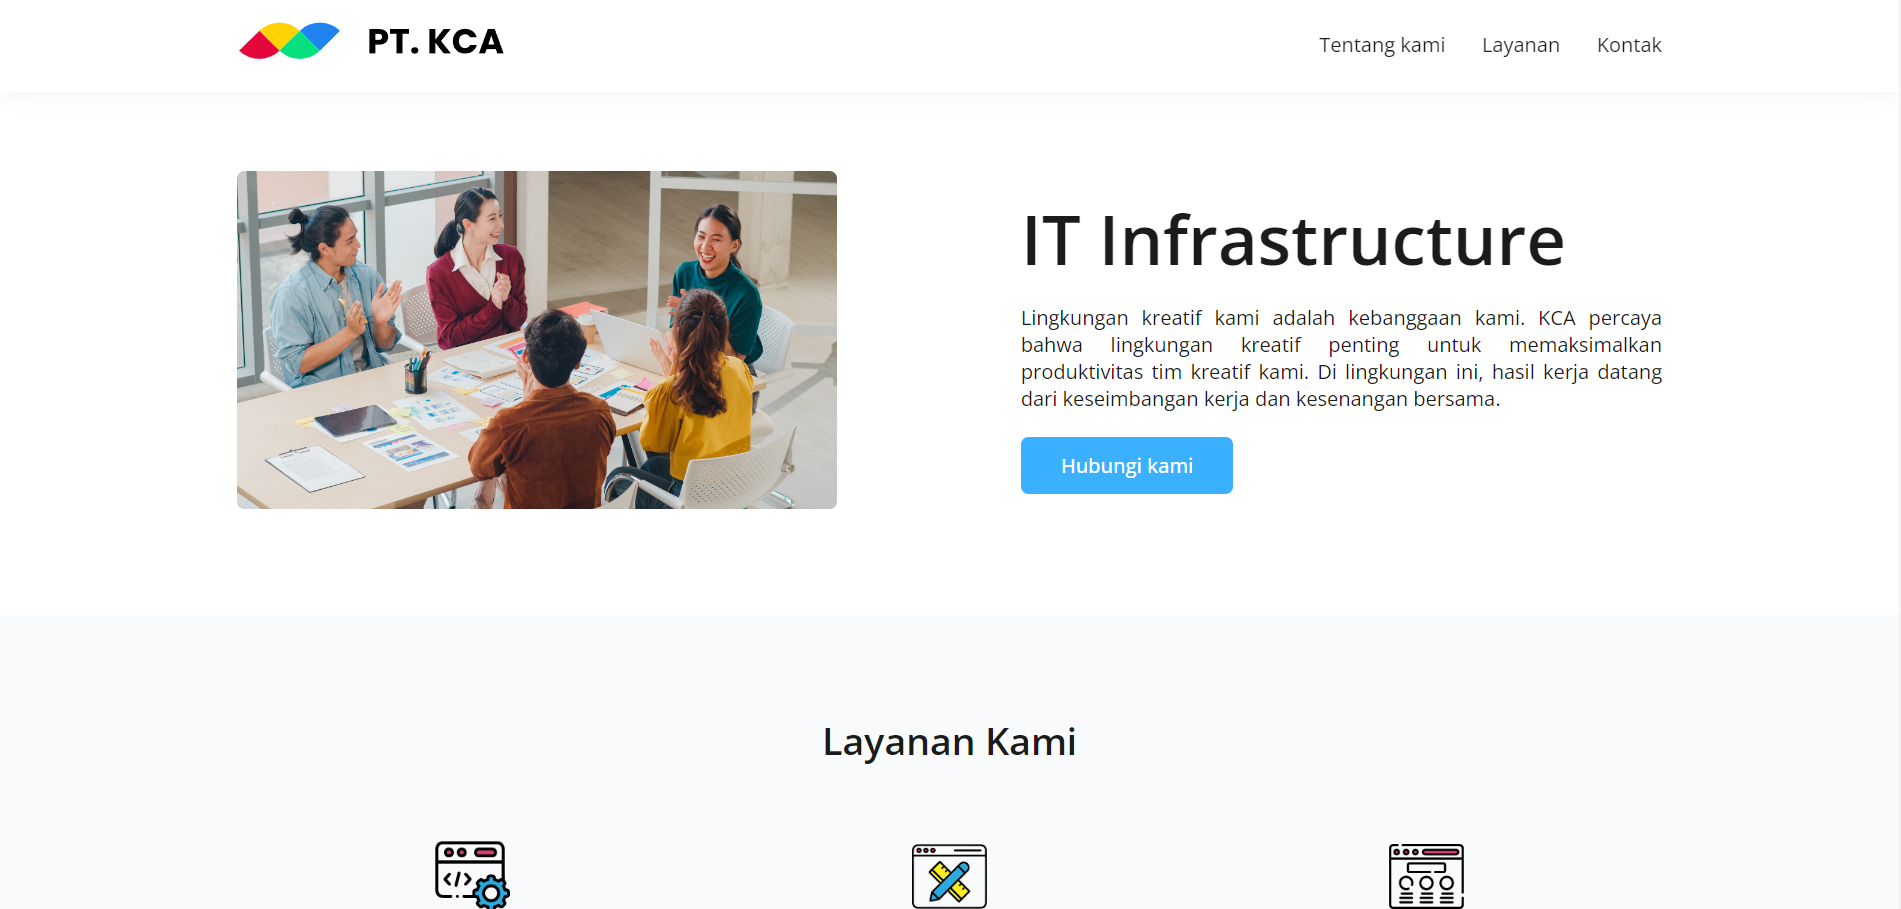 PT. KCA
Tentang kami
Layanan
Kontak
IT Infrastructure
Lingkungan kreatif kami adalah kebanggaan kami. KCA percaya
bahwa lingkungan kreatif penting untuk memaksimalkan
produktivitas tim kreatif kami. Di lingkungan ini, hasil kerja datang
dari keseimbangan kerja dan kesenangan bersama.
Hubungi kami
Layanan Kami